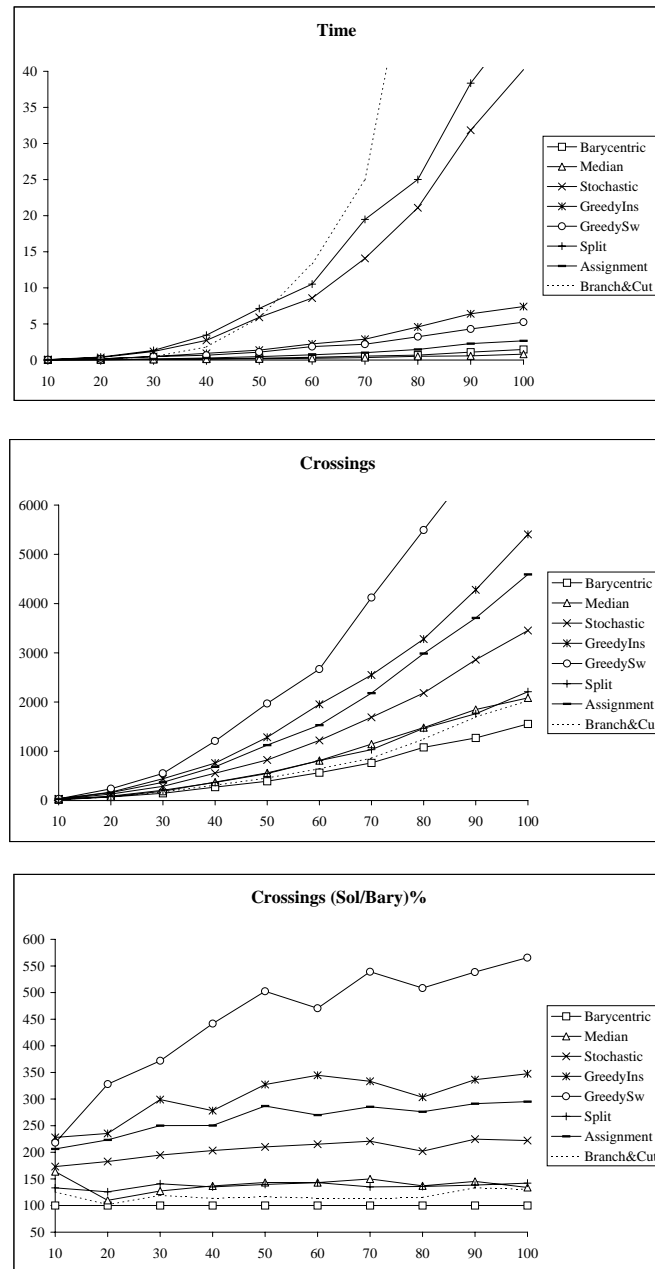 Time
40
35
30
25
20
15
10
5
0
10 20 30 40 50 60 70 80 90 100
Barycentric
Median
Stochastic
GreedyIns
GreedySw
Split
Assignment
Branch&Cut
Crossings
6000
5000
4000
3000
2000
1000
0
10 20 30 40 50 60 70 80 90 100
Barycentric
Median
Stochastic
GreedyIns
GreedySw
Split
Assignment
Branch&Cut
Crossings (Sol/Bary)%
600
550
500
450
400
350
300
250
200
150
100
50
10 20 30 40 50 60 70 80 90 100
Barycentric
Median
Stochastic
GreedyIns
GreedySw
Split
Assignment
Branch&Cut